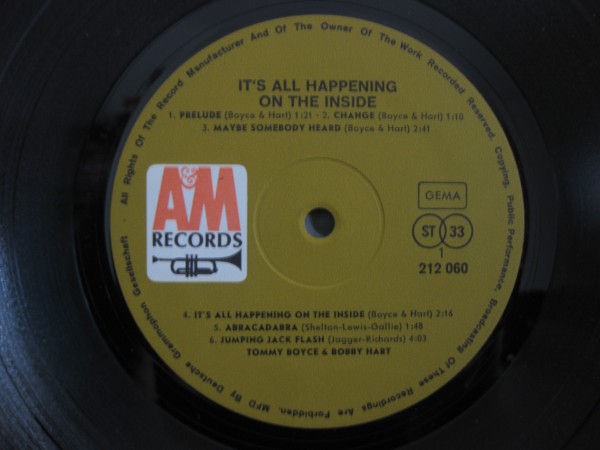 IT'S ALL HAPPENING
ON THE INSIDE
1. PRELUDE (Boyce & Hart) 1:21 - 2. CHANGE (Boyce & Hart) 1:10
3. MAYBE SOMEBODY HEARD (Boyce & Hart) 2:41
A&M
RECORDS
GEMA
ST 33
1
212 060
4. IT'S ALL HAPPENING ON THE INSIDE (Boyce & Hart) 2:16
5. ABRACADABRA (Shelton-Lewis-Gallie) 1:48
6. JUMPING JACK FLASH (Jagger-Richards) 4:03
TOMMY BOYCE & BOBBY HART
MFD By Deutsche Grammophon Gesellschaft · All Rights Of The Record Manufacturer And Of The Owner Of The Work Recorded Reserved. Copying, Public Performance, Broadcasting Of These Recordings Are Forbidden.